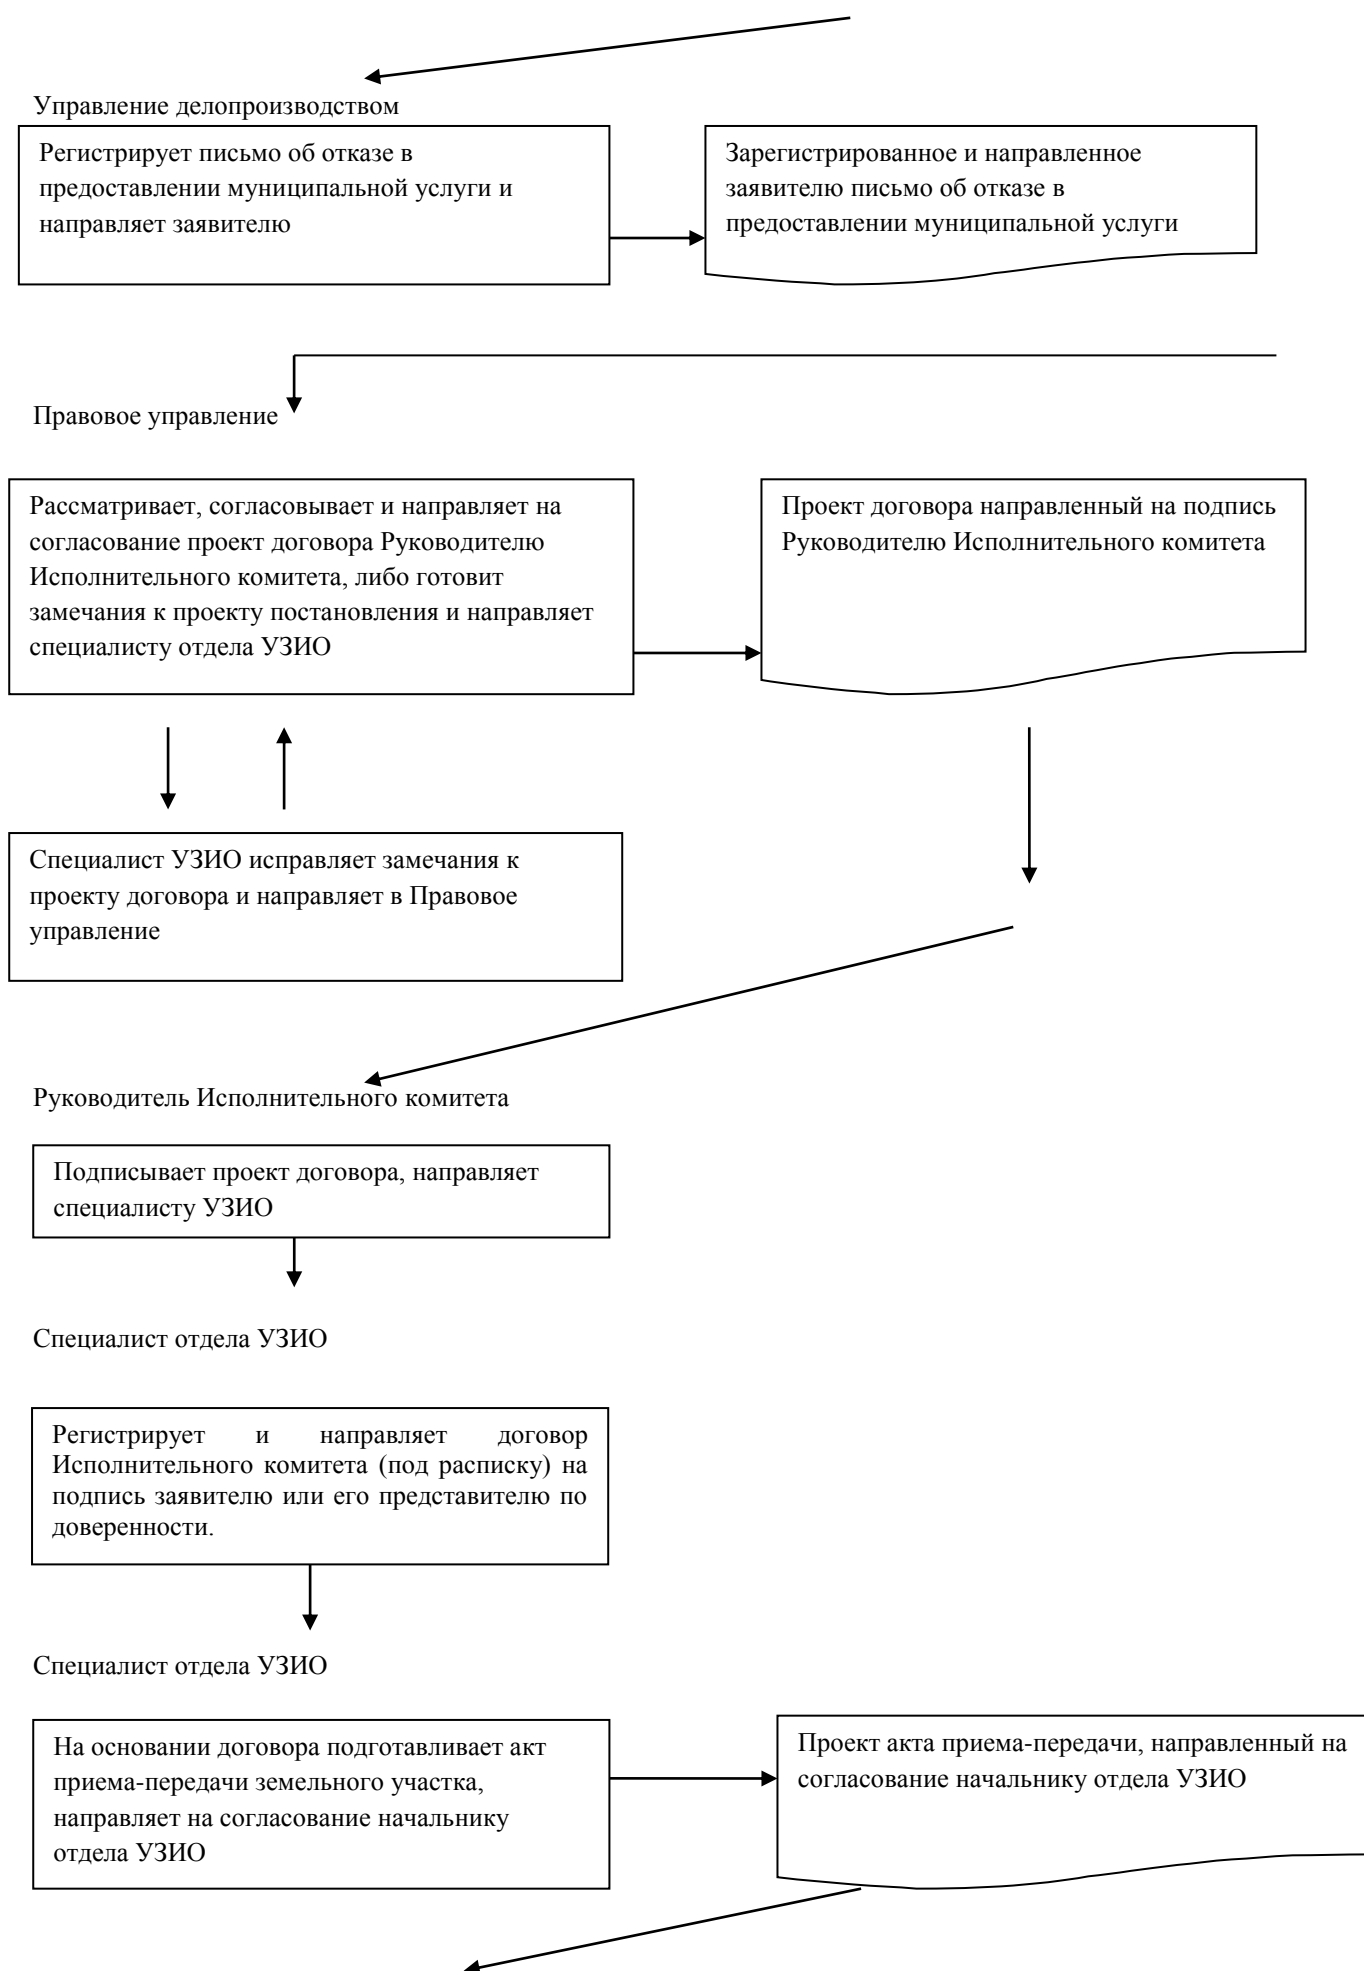 Управление делопроизводством
Регистрирует письмо об отказе в
предоставлении муниципальной услуги и
направляет заявителю
Зарегистрированное и направленное
заявителю письмо об отказе в
предоставлении муниципальной услуги
Правовое управление
Рассматривает, согласовывает и направляет на
согласование проект договора Руководителю
Исполнительного комитета, либо готовит
замечания к проекту постановления и направляет
специалисту отдела УЗИО
Проект договора направленный на подпись
Руководителю Исполнительного комитета
Специалист УЗИО исправляет замечания к
проекту договора и направляет в Правовое
управление
Руководитель Исполнительного комитета
Подписывает проект договора, направляет
специалисту УЗИО
Специалист отдела УЗИО
Регистрирует и направляет договор
Исполнительного комитета (под расписку) на
подпись заявителю или его представителю по
доверенности.
Специалист отдела УЗИО
На основании договора подготавливает акт
приема-передачи земельного участка,
направляет на согласование начальнику
отдела УЗИО
Проект акта приема-передачи, направленный на
согласование начальнику отдела УЗИО